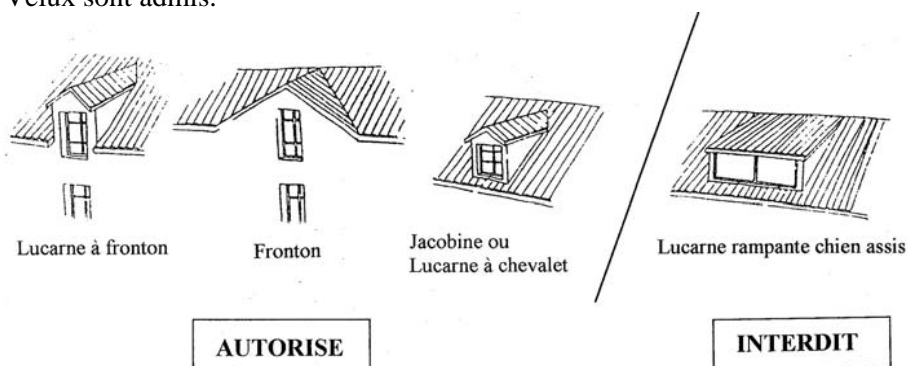 Velux sont admis.
Lucarne à fronton
Fronton
Jacobine ou
Lucarne à chevalet
Lucarne rampante chien assis
AUTORISE
INTERDIT